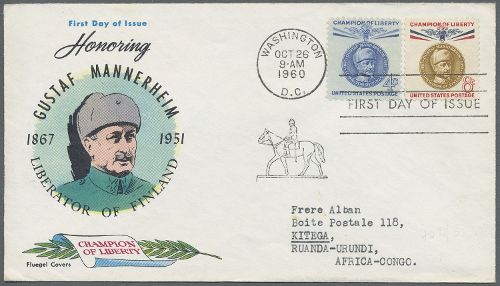 First Day of Issue
Honoring
GUSTAF MANNERHEIM
1867 1951
LIBERATOR OF FINLAND
CHAMPION
OF LIBERTY
Fluegel Covers
WASHINGTON
OCT 26
9-AM
1960
D.C.
CHAMPION OF LIBERTY
4¢
UNITED STATES POSTAGE
CHAMPION OF LIBERTY
8¢
UNITED STATES POSTAGE
FIRST DAY OF ISSUE
Frere Alban
Boite Postale 118,
KITEGA,
RUANDA-URUNDI,
AFRICA-CONGO.